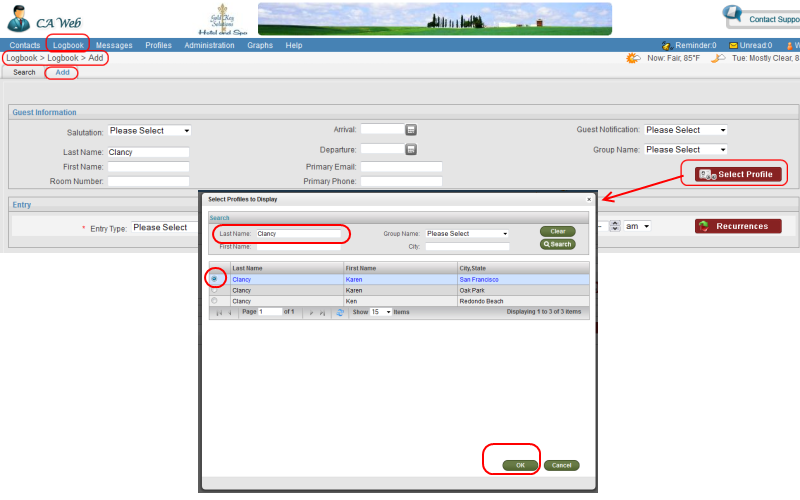 CA Web
Gold Key
Solutions
Hotel and Spa
Contact Suppo
Contacts Logbook Messages Profiles Administration Graphs Help Reminder:0 Unread:0 W
Logbook > Logbook > Add Now: Fair, 85°F Tue: Mostly Clear, 8
Search Add
Guest Information
Salutation: Please Select Arrival: Guest Notification: Please Select
Last Name: Clancy Departure: Group Name: Please Select
First Name: Primary Email: Select Profile
Room Number: Primary Phone:
Entry
* Entry Type: Please Select am Recurrences
Select Profiles to Display x
Search
Last Name: Clancy Group Name: Please Select Clear
First Name: City: Search
Last Name First Name City,State
Clancy Karen San Francisco
Clancy Karen Oak Park
Clancy Ken Redondo Beach
Page 1 of 1 Show 15 Items Displaying 1 to 3 of 3 items
OK Cancel